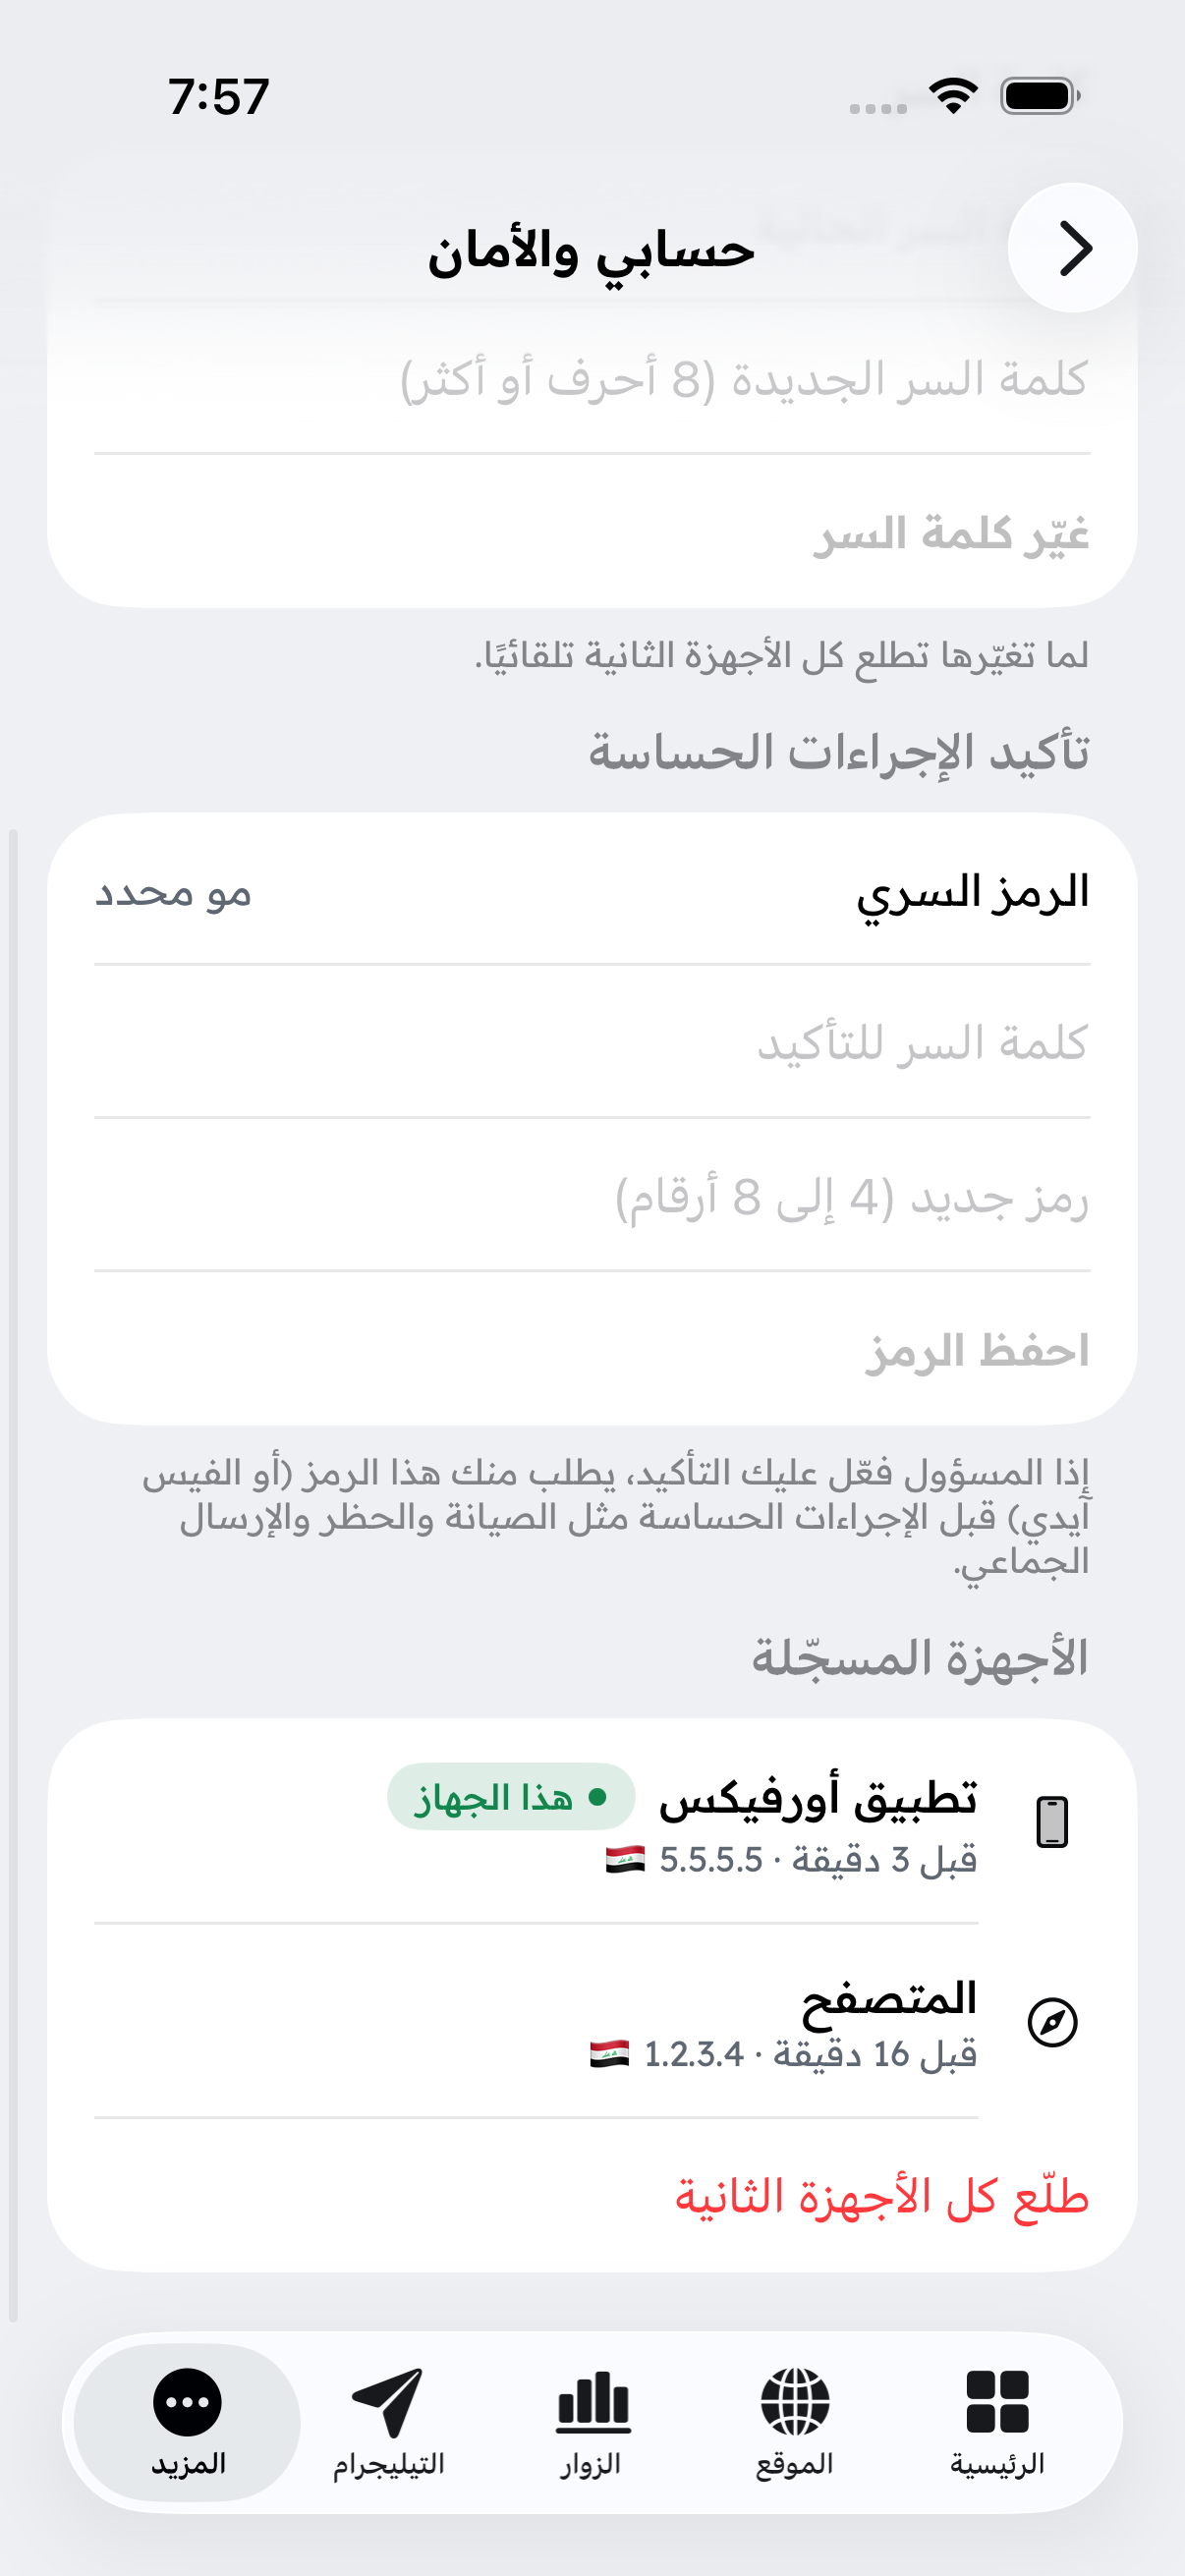 7:57
حسابي والأمان
كلمة السر الجديدة (8 أحرف أو أكثر)
غيّر كلمة السر
لما تغيّرها تطلع كل الأجهزة الثانية تلقائيًا.
تأكيد الإجراءات الحساسة
الرمز السري
مو محدد
كلمة السر للتأكيد
رمز جديد (4 إلى 8 أرقام)
احفظ الرمز
إذا المسؤول فعّل عليك التأكيد، يطلب منك هذا الرمز (أو الفيس
آيدي) قبل الإجراءات الحساسة مثل الصيانة والحظر والإرسال
الجماعي.
الأجهزة المسجّلة
تطبيق أورفيكس
هذا الجهاز
قبل 3 دقيقة · 5.5.5.5
المتصفح
قبل 16 دقيقة · 1.2.3.4
طلّع كل الأجهزة الثانية
الرئيسية
الموقع
الزوار
التيليجرام
المزيد